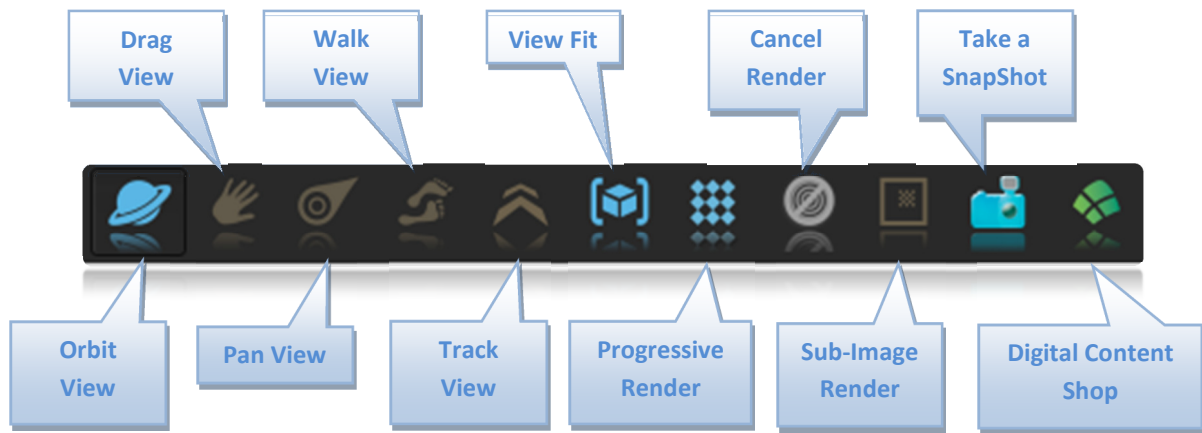 Drag
View
Walk
View
View Fit
Cancel
Render
Take a
SnapShot
Orbit
View
Pan View
Track
View
Progressive
Render
Sub-Image
Render
Digital Content
Shop